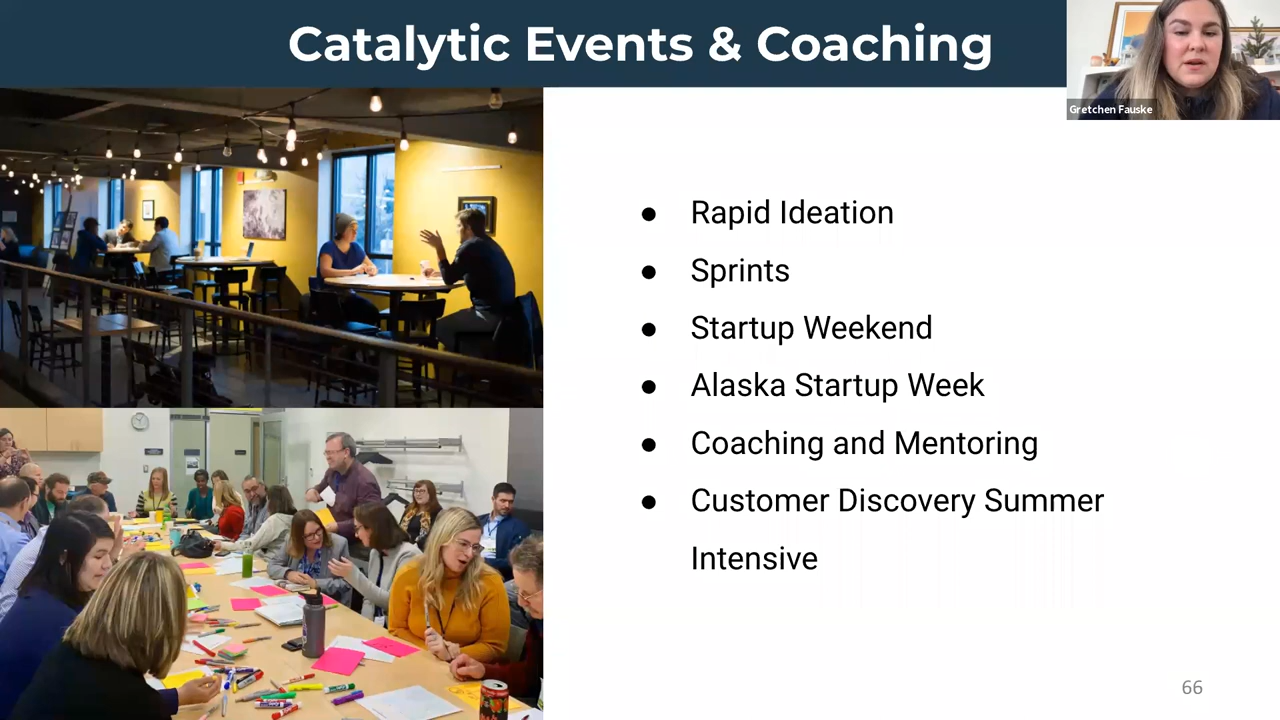 Catalytic Events & Coaching
Gretchen Fauske
● Rapid Ideation
● Sprints
● Startup Weekend
● Alaska Startup Week
● Coaching and Mentoring
● Customer Discovery Summer
Intensive
66